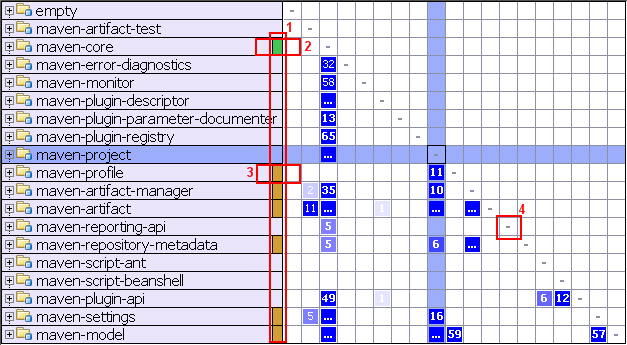 empty -
maven-artifact-test 1 -
maven-core 2 -
maven-error-diagnostics 32 -
maven-monitor 58 -
maven-plugin-descriptor ... -
maven-plugin-parameter-documenter 13 -
maven-plugin-registry 65 -
maven-project ... -
maven-profile 3 11 -
maven-artifact-manager 2 35 10 -
maven-artifact 11 ... 1 ... ... - 4
maven-reporting-api 5 -
maven-repository-metadata 5 6 ... -
maven-script-ant -
maven-script-beanshell -
maven-plugin-api 49 1 6 12 -
maven-settings 5 16 -
maven-model ... ... 59 57 -